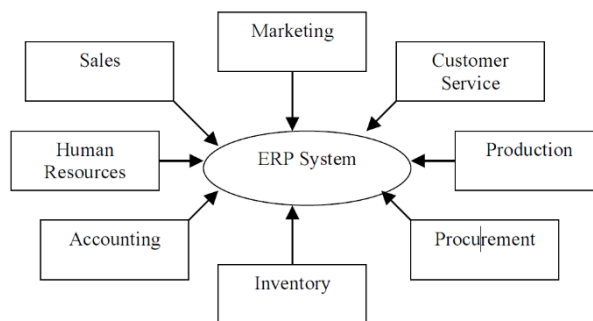 Marketing
Sales
Customer
Service
Human
Resources
ERP System
Production
Accounting
Procurement
Inventory